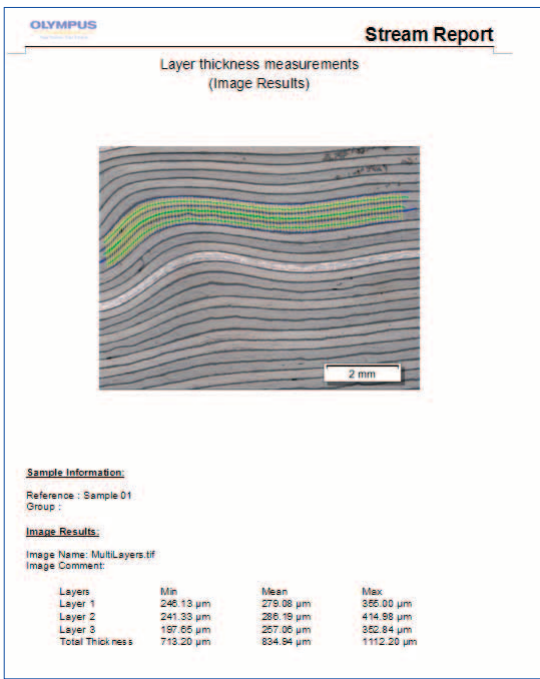 OLYMPUS
Stream Report
Layer thickness measurements
(Image Results)
2 mm
Sample Information:
Reference : Sample 01
Group :
Image Results:
Image Name: MultiLayers.tif
Image Comment:
Layers Min Mean Max
Layer 1 246.13 µm 279.08 µm 355.00 µm
Layer 2 241.33 µm 286.19 µm 414.98 µm
Layer 3 197.65 µm 257.06 µm 352.84 µm
Total Thickness 713.20 µm 834.94 µm 1112.20 µm